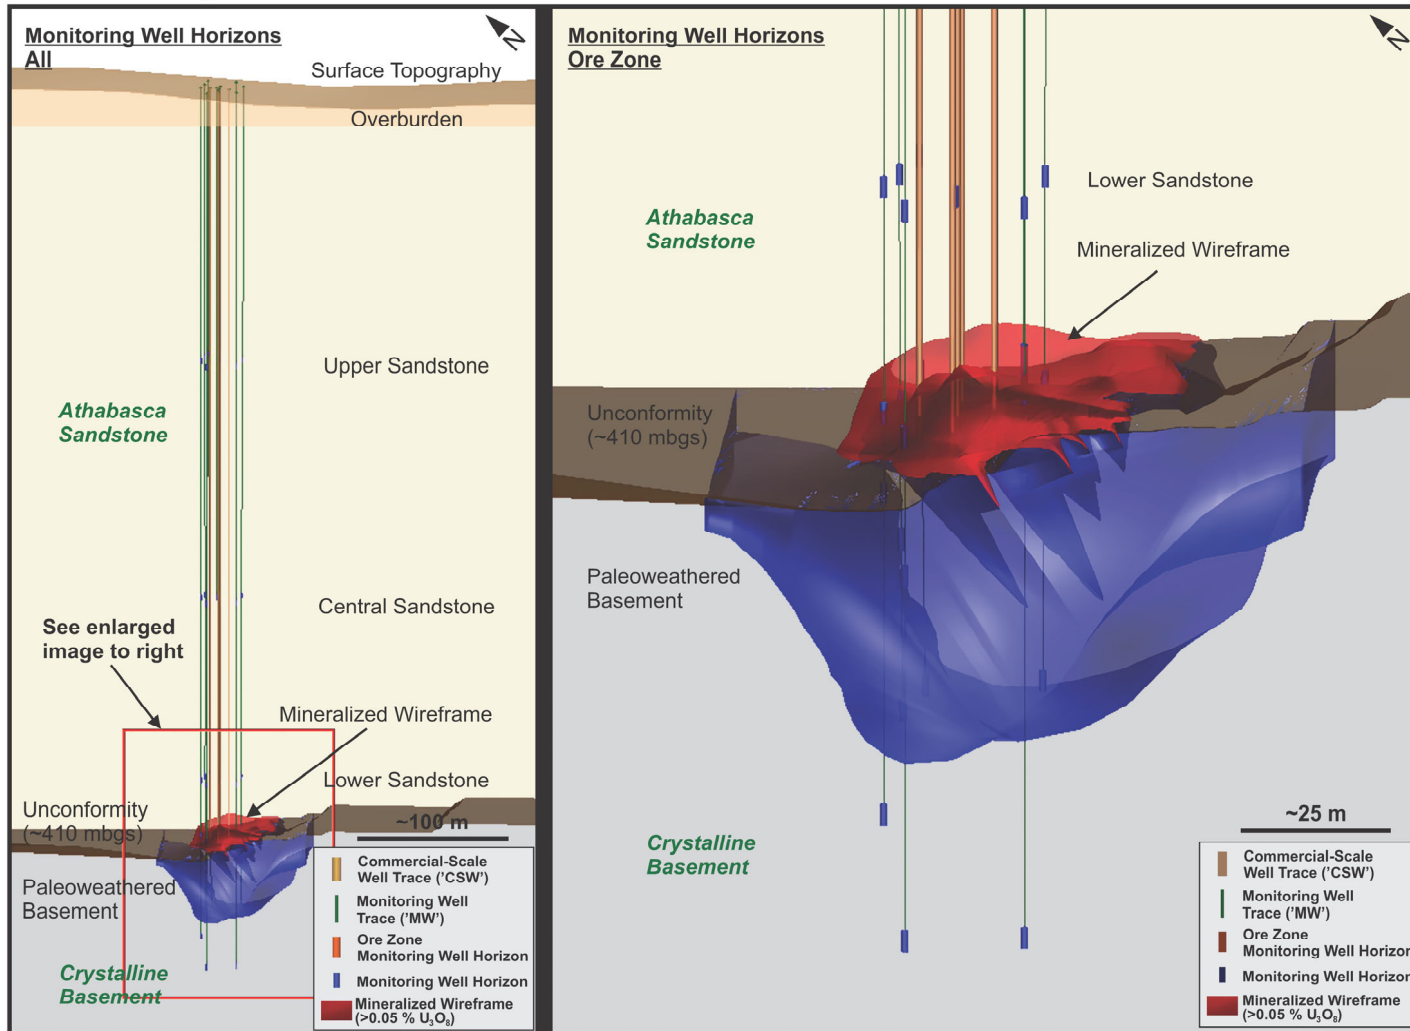 Monitoring Well Horizons
All
N
Surface Topography
Overburden
Upper Sandstone
Athabasca
Sandstone
Central Sandstone
See enlarged
image to right
Mineralized Wireframe
Lower Sandstone
Unconformity
(~410 mbgs)
~100 m
Paleoweathered
Basement
Crystalline
Basement
Commercial-Scale
Well Trace ('CSW')
Monitoring Well
Trace ('MW')
Ore Zone
Monitoring Well Horizon
Monitoring Well Horizon
Mineralized Wireframe
(>0.05 % U₃O₈)
Monitoring Well Horizons
Ore Zone
N
Lower Sandstone
Athabasca
Sandstone
Mineralized Wireframe
Unconformity
(~410 mbgs)
Paleoweathered
Basement
~25 m
Crystalline
Basement
Commercial-Scale
Well Trace ('CSW')
Monitoring Well
Trace ('MW')
Ore Zone
Monitoring Well Horizon
Monitoring Well Horizon
Mineralized Wireframe
(>0.05 % U₃O₈)